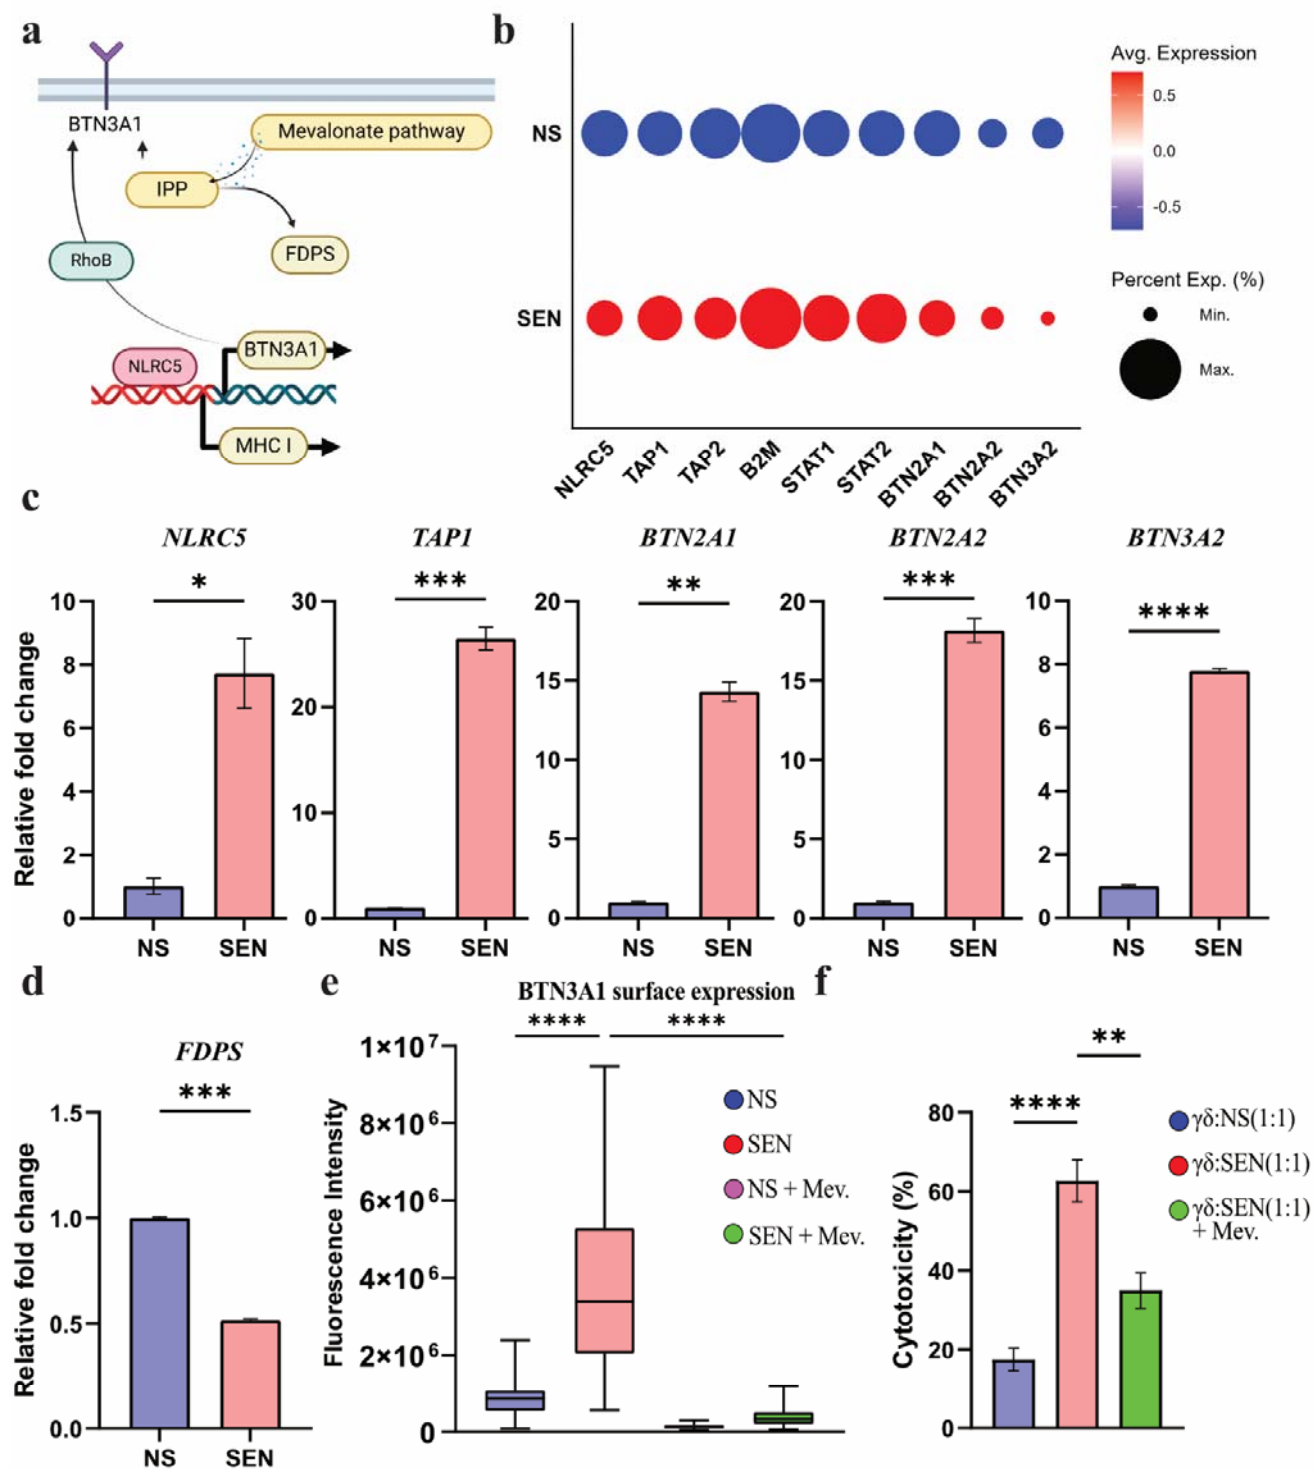 a
BTN3A1
Mevalonate pathway
IPP
FDPS
RhoB
BTN3A1
NLRC5
MHC I
b
NS
SEN
NLRC5
TAP1
TAP2
B2M
STAT1
STAT2
BTN2A1
BTN2A2
BTN3A2
Avg. Expression
0.5
0.0
-0.5
Percent Exp. (%)
Min.
Max.
c
Relative fold change
NLRC5
*
10
8
6
4
2
0
NS SEN
TAP1
***
30
20
10
0
NS SEN
BTN2A1
**
20
15
10
5
0
NS SEN
BTN2A2
***
20
15
10
5
0
NS SEN
BTN3A2
****
10
8
6
4
2
0
NS SEN
d
FDPS
***
Relative fold change
1.5
1.0
0.5
0.0
NS SEN
e
BTN3A1 surface expression
**** ****
Fluorescence Intensity
1×10⁷
8×10⁶
6×10⁶
4×10⁶
2×10⁶
0
NS
SEN
NS + Mev.
SEN + Mev.
f
**
****
Cytotoxicity (%)
80
60
40
20
0
γδ:NS(1:1)
γδ:SEN(1:1)
γδ:SEN(1:1)
+ Mev.